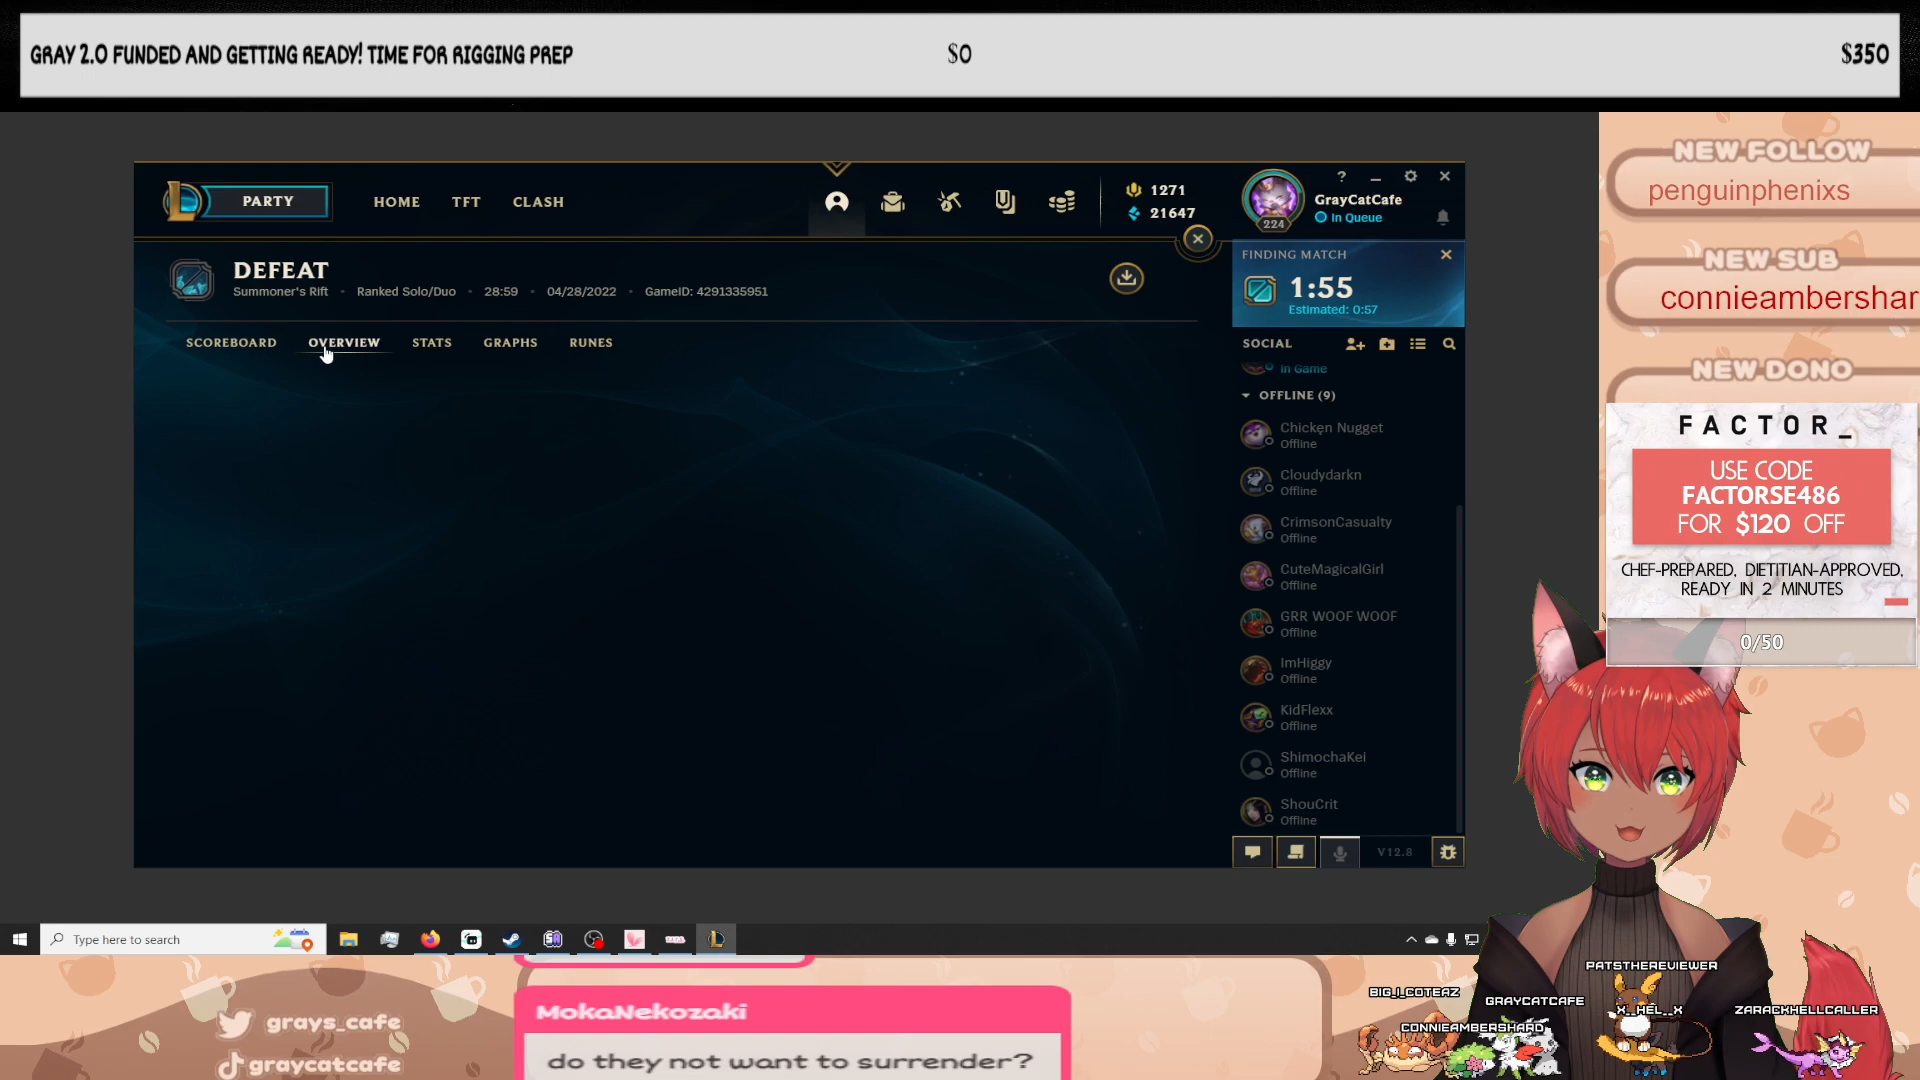 GRAY 2.0 FUNDED AND GETTING READY! TIME FOR RIGGING PREP
$0
$350
PARTY
HOME
TFT
CLASH
1271
21647
224
GrayCatCafe
In Queue
DEFEAT
Summoner's Rift
Ranked Solo/Duo
28:59
04/28/2022
GameID: 4291335951
SCOREBOARD
OVERVIEW
STATS
GRAPHS
RUNES
FINDING MATCH
1:55
Estimated: 0:57
SOCIAL
In Game
OFFLINE (9)
Chicken Nugget
Offline
Cloudydarkn
Offline
CrimsonCasualty
Offline
CuteMagicalGirl
Offline
GRR WOOF WOOF
Offline
ImHiggy
Offline
KidFlexx
Offline
ShimochaKei
Offline
ShouCrit
Offline
V12.8
NEW FOLLOW
penguinphenixs
NEW SUB
connieambershar
NEW DONO
FACTOR_
USE CODE
FACTORSE486
FOR $120 OFF
CHEF-PREPARED, DIETITIAN-APPROVED,
READY IN 2 MINUTES
0/50
Type here to search
grays_cafe
graycatcafe
MokaNekozaki
do they not want to surrender?
PATSTHEREVIEWER
BIG_I_COTEAZ
GRAYCATCAFE
X_HEL_X
ZARACKHELLCALLER
CONNIEAMBERSHARD